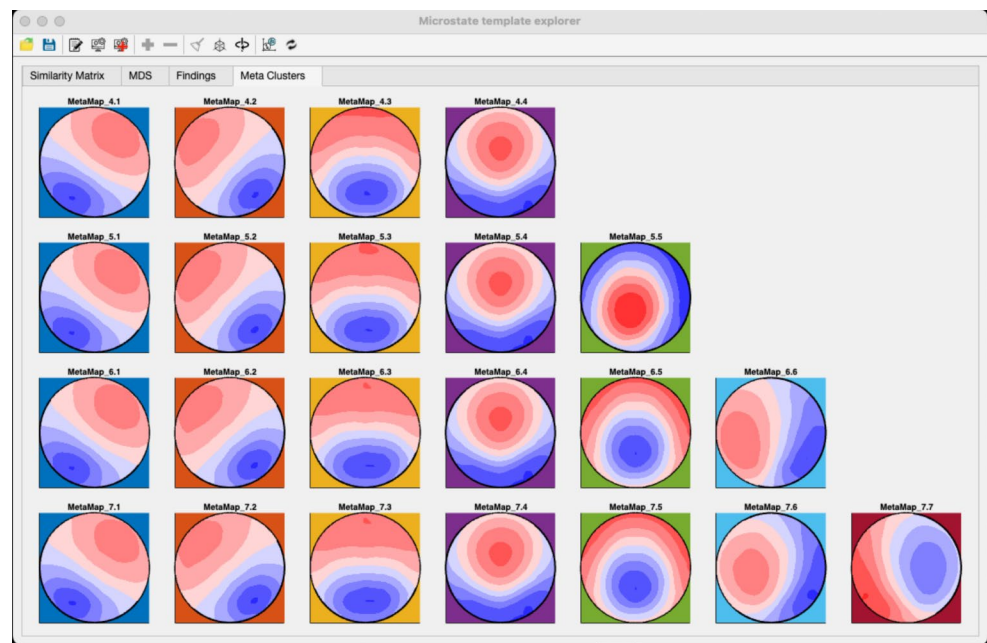 Microstate template explorer
Similarity Matrix MDS Findings Meta Clusters
MetaMap_4.1 MetaMap_4.2 MetaMap_4.3 MetaMap_4.4
MetaMap_5.1 MetaMap_5.2 MetaMap_5.3 MetaMap_5.4 MetaMap_5.5
MetaMap_6.1 MetaMap_6.2 MetaMap_6.3 MetaMap_6.4 MetaMap_6.5 MetaMap_6.6
MetaMap_7.1 MetaMap_7.2 MetaMap_7.3 MetaMap_7.4 MetaMap_7.5 MetaMap_7.6 MetaMap_7.7